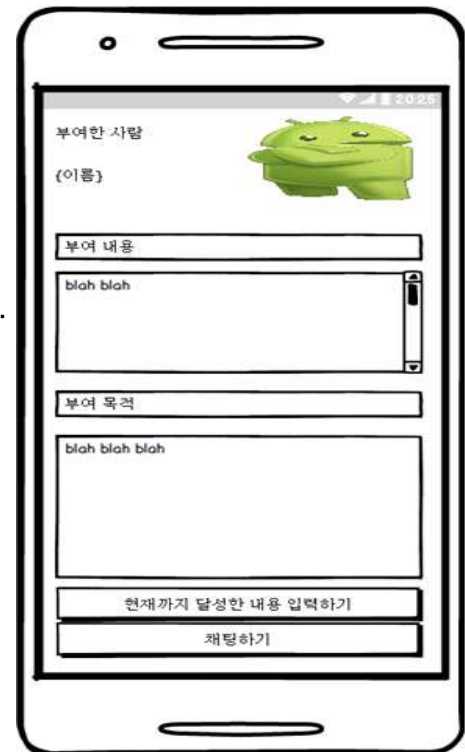 20:25
부여한 사람
{이름}
부여 내용
blah blah
.
부여 목적
blah blah blah
현재까지 달성한 내용 입력하기
채팅하기